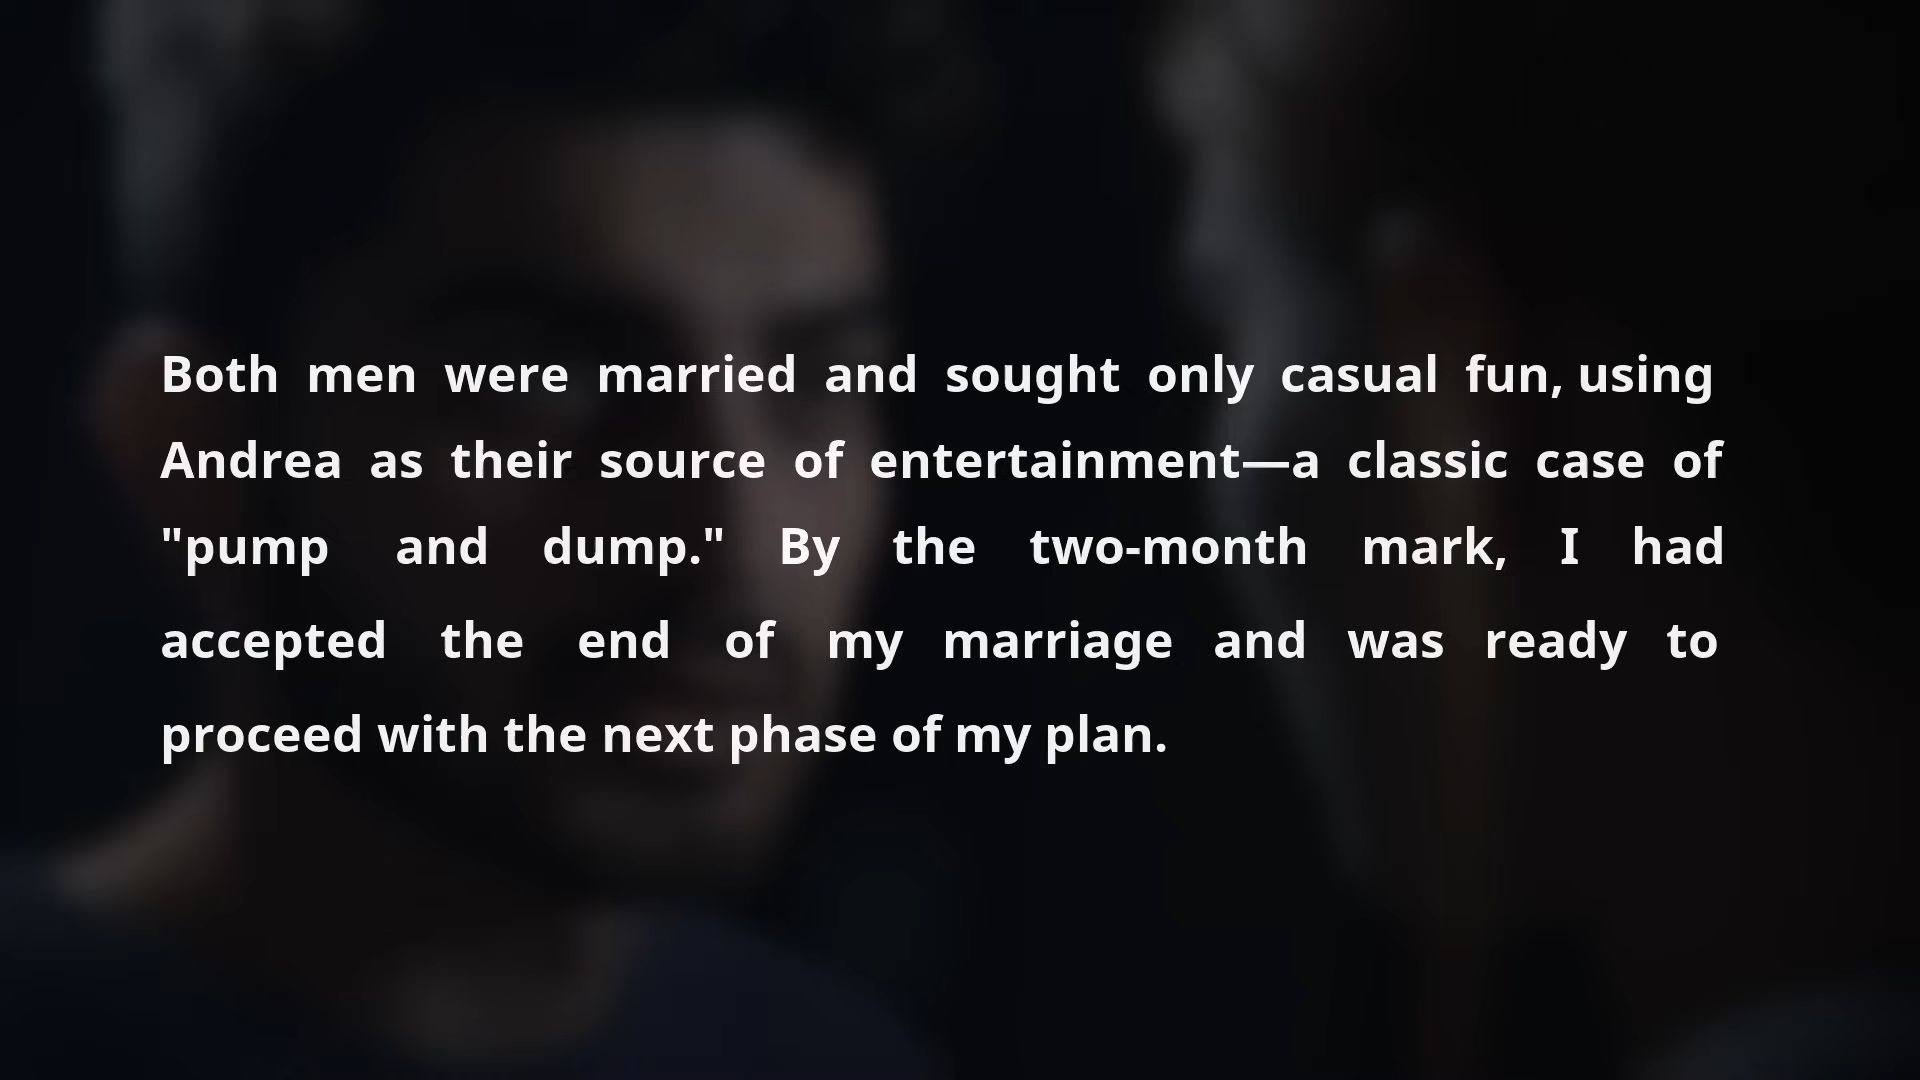 Both men were married and sought only casual fun, using
Andrea as their source of entertainment—a classic case of
"pump and dump." By the two-month mark, I had
accepted the end of my marriage and was ready to
proceed with the next phase of my plan.